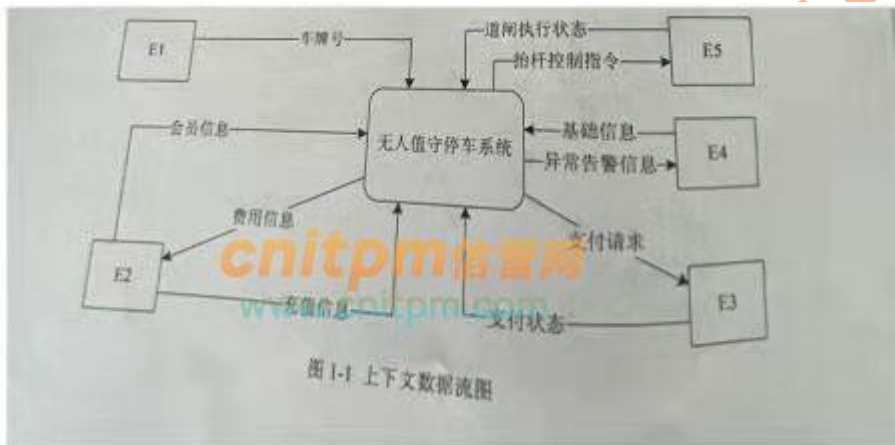 E1
车牌号
道闸执行状态
E5
抬杆控制指令
会员信息
无人值守停车系统
基础信息
E4
异常告警信息
费用信息
支付请求
E2
cnitpm信管网
www.cnitpm.com
充值信息
支付状态
E3
图 1-1 上下文数据流图